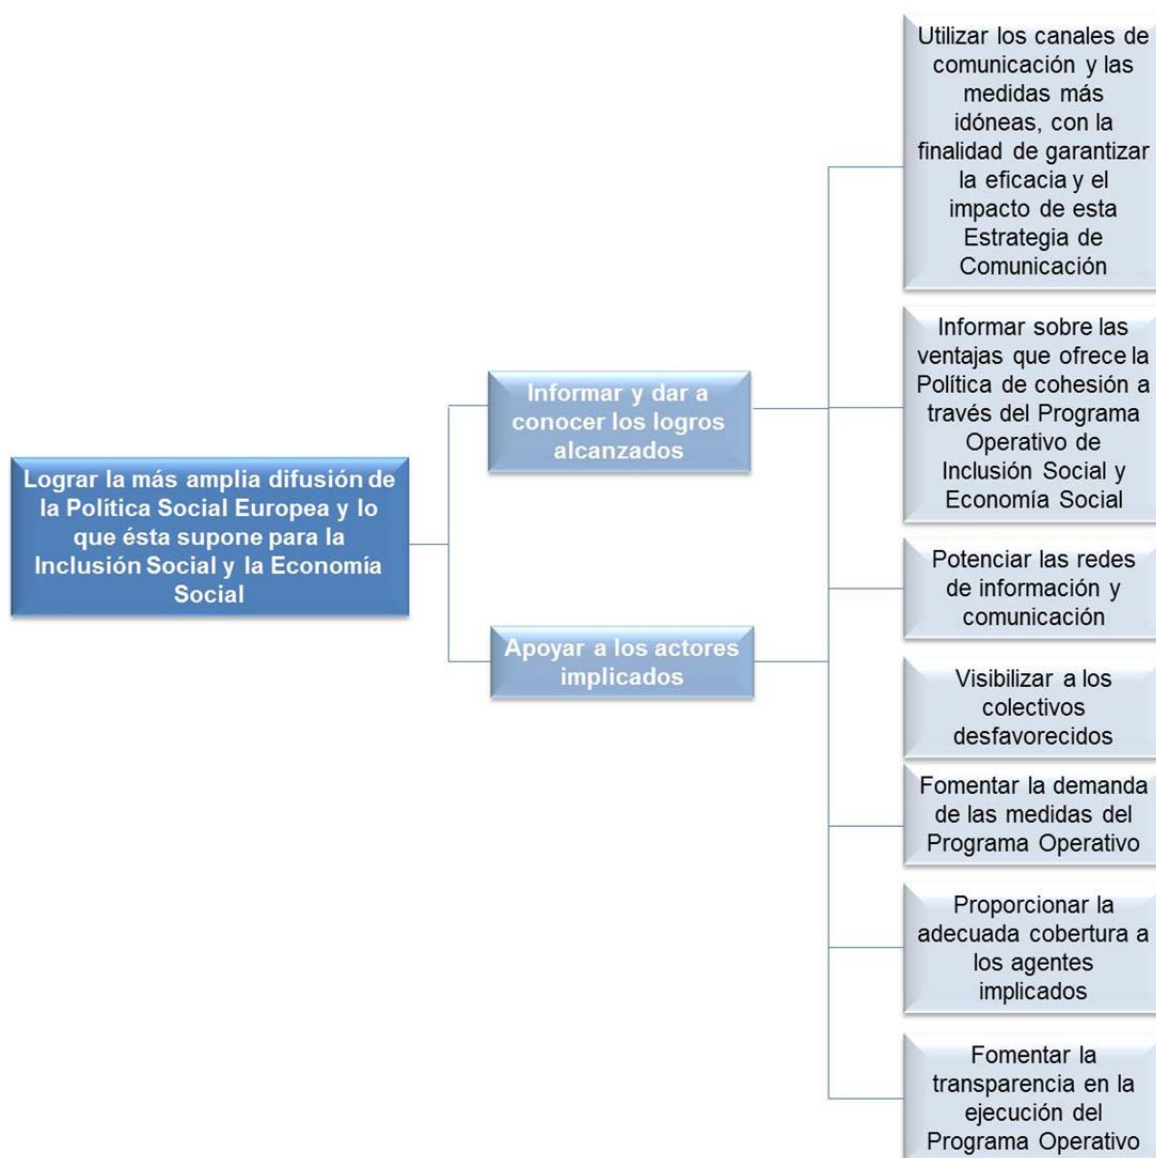 Lograr la más amplia difusión de
la Política Social Europea y lo
que ésta supone para la
Inclusión Social y la Economía
Social
Informar y dar a
conocer los logros
alcanzados
Apoyar a los actores
implicados
Utilizar los canales de
comunicación y las
medidas más
idóneas, con la
finalidad de garantizar
la eficacia y el
impacto de esta
Estrategia de
Comunicación
Informar sobre las
ventajas que ofrece la
Política de cohesión a
través del Programa
Operativo de
Inclusión Social y
Economía Social
Potenciar las redes
de información y
comunicación
Visibilizar a los
colectivos
desfavorecidos
Fomentar la demanda
de las medidas del
Programa Operativo
Proporcionar la
adecuada cobertura a
los agentes
implicados
Fomentar la
transparencia en la
ejecución del
Programa Operativo